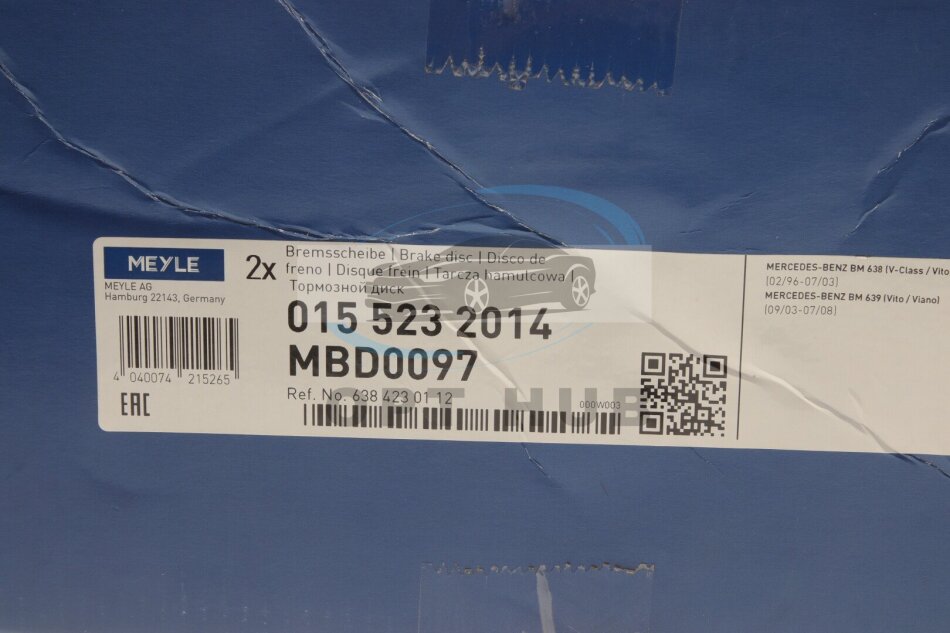 MEYLE
MEYLE AG
Hamburg 22143, Germany
4 040074 215265
EAC
2x
Bremsscheibe | Brake disc | Disco de
freno | Disque frein | Tarcza hamulcowa |
Тормозной диск
015 523 2014
MBD0097
Ref. No. 638 423 01 12
000W003
HUB
MERCEDES-BENZ BM 638 (V-Class / Vito
(02/96-07/03)
MERCEDES-BENZ BM 639 (Vito / Viano)
(09/03-07/08)